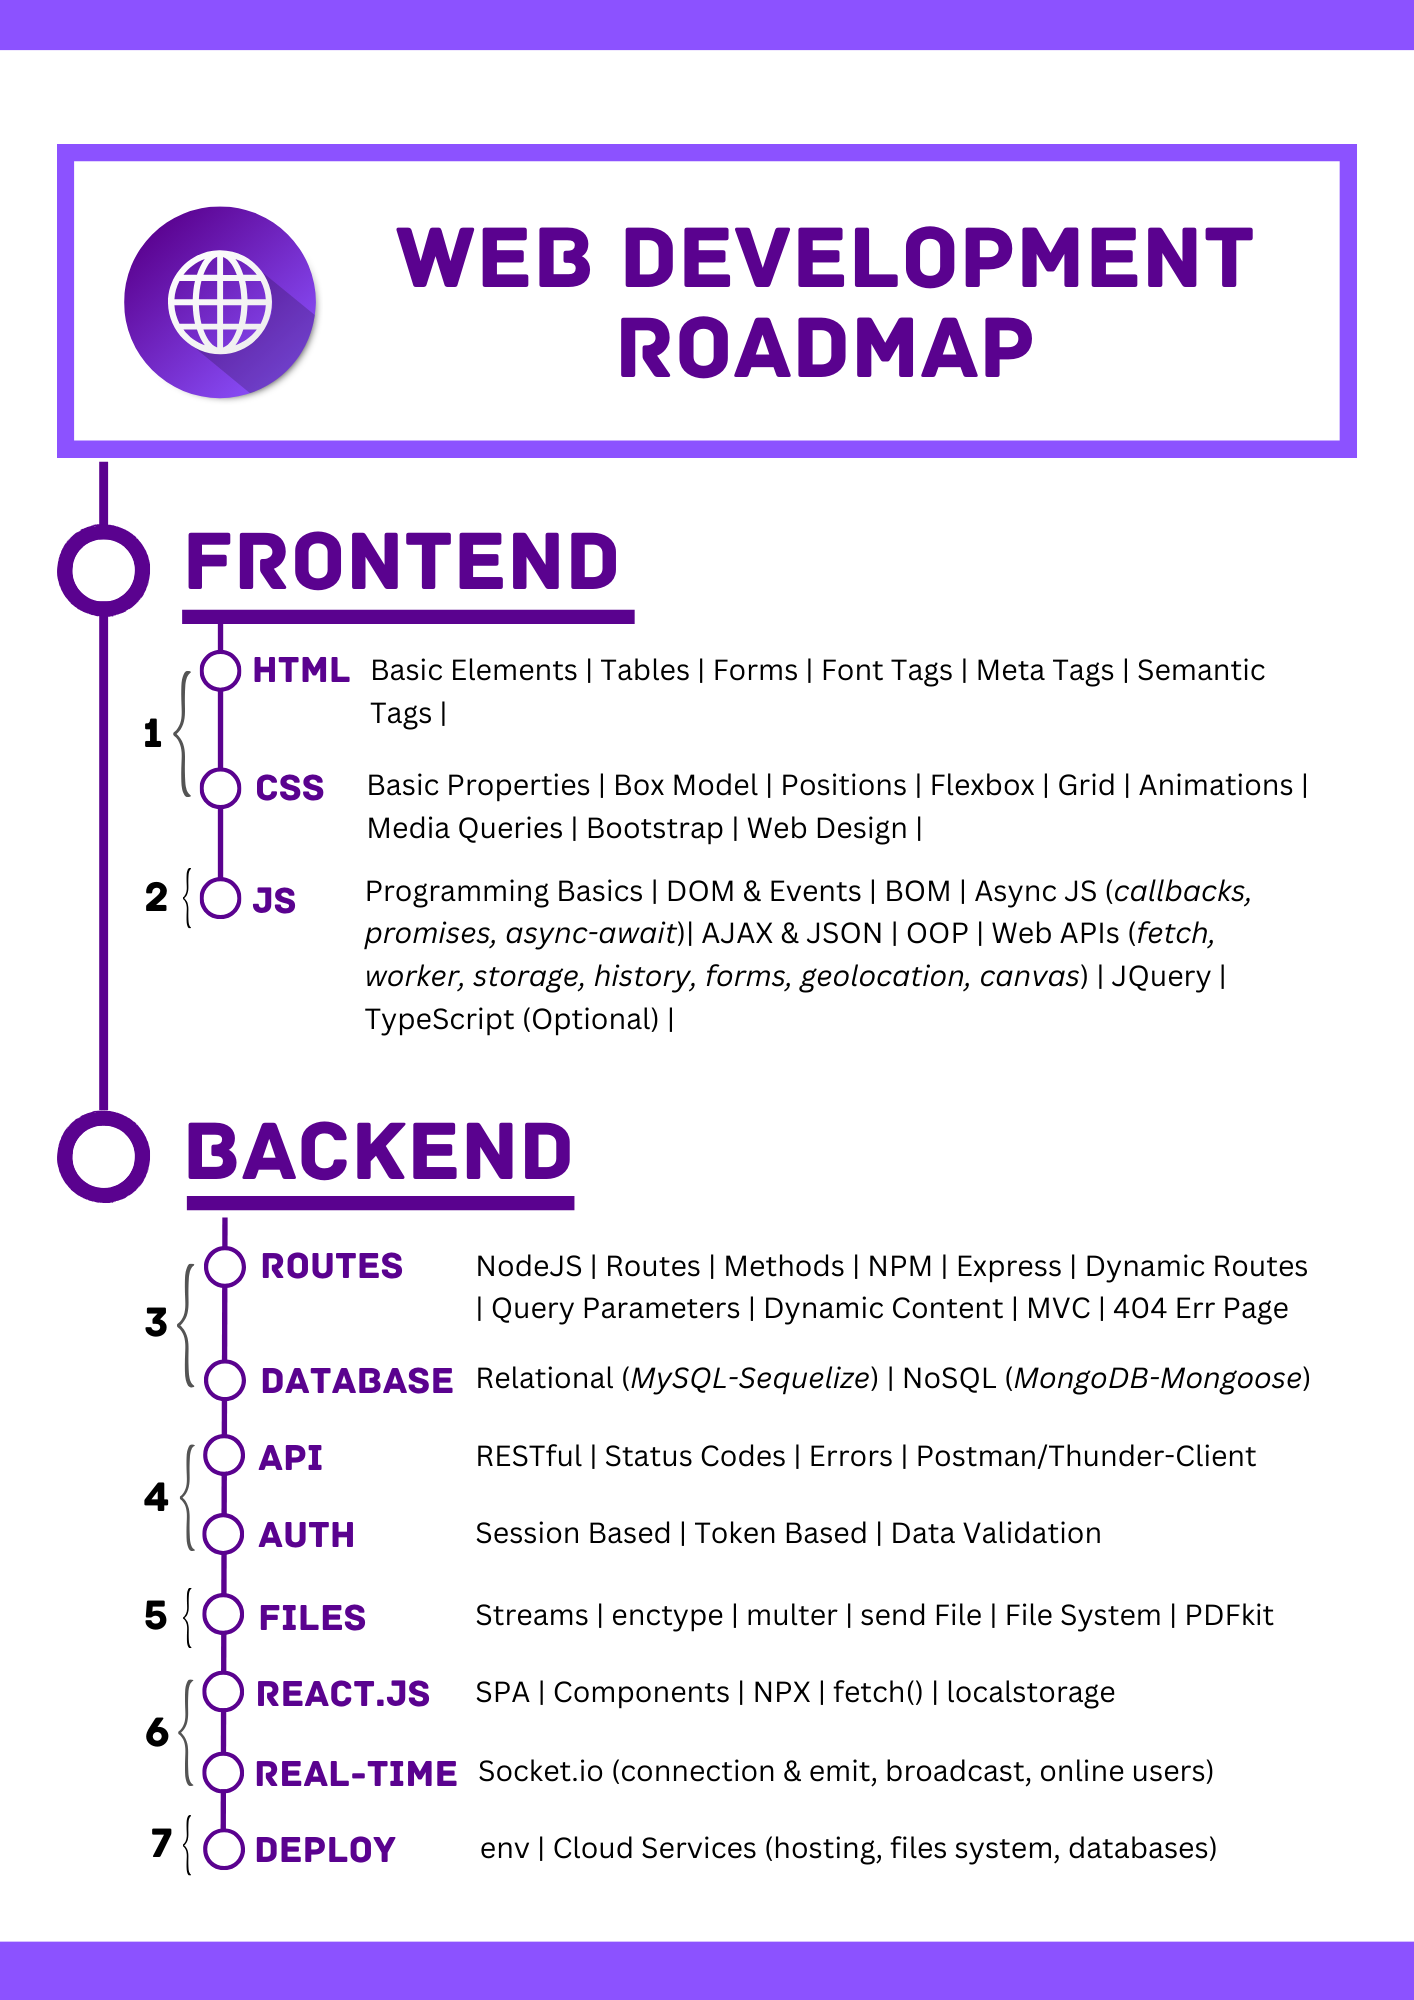 WEB DEVELOPMENT
ROADMAP
FRONTEND
1
HTML Basic Elements | Tables | Forms | Font Tags | Meta Tags | Semantic
Tags |
CSS Basic Properties | Box Model | Positions | Flexbox | Grid | Animations |
Media Queries | Bootstrap | Web Design |
2 JS Programming Basics | DOM & Events | BOM | Async JS (callbacks,
promises, async-await)| AJAX & JSON | OOP | Web APIs (fetch,
worker, storage, history, forms, geolocation, canvas) | JQuery |
TypeScript (Optional) |
BACKEND
3
ROUTES NodeJS | Routes | Methods | NPM | Express | Dynamic Routes
| Query Parameters | Dynamic Content | MVC | 404 Err Page
DATABASE Relational (MySQL-Sequelize) | NoSQL (MongoDB-Mongoose)
4
API RESTful | Status Codes | Errors | Postman/Thunder-Client
AUTH Session Based | Token Based | Data Validation
5 FILES Streams | enctype | multer | send File | File System | PDFkit
6
REACT.JS SPA | Components | NPX | fetch() | localstorage
REAL-TIME Socket.io (connection & emit, broadcast, online users)
7 DEPLOY env | Cloud Services (hosting, files system, databases)